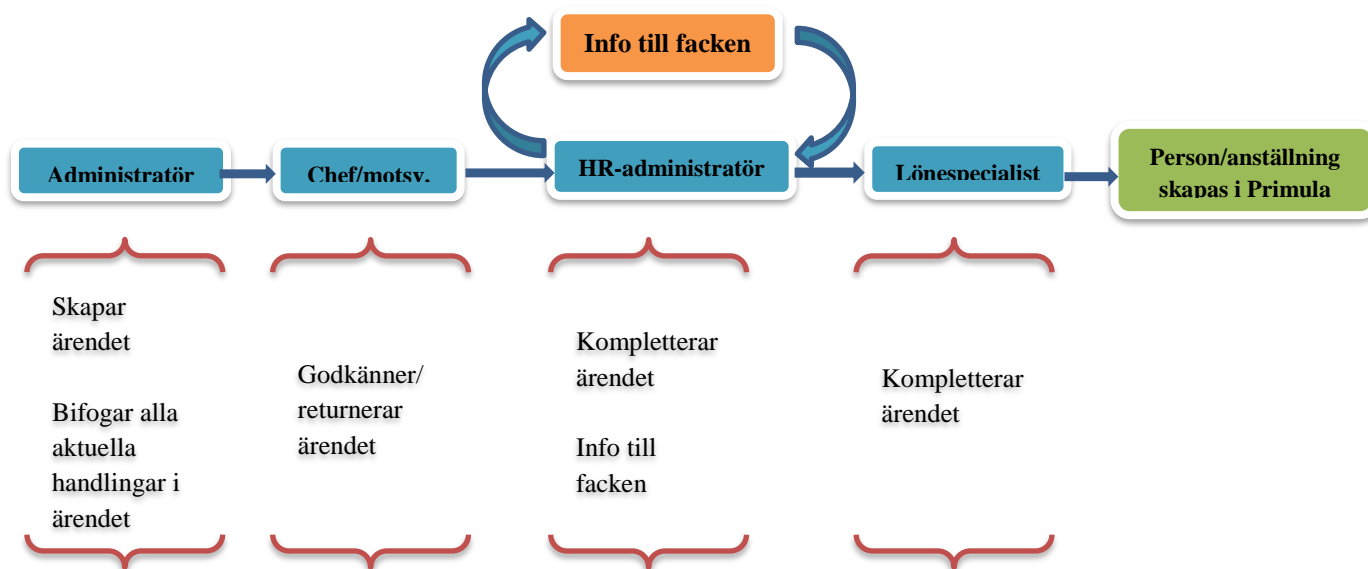 Info till facken
Administratör
Chef/motsv.
HR-administratör
Lönespecialist
Person/anställning
skapas i Primula
Skapar
ärendet
Bifogar alla
aktuella
handlingar i
ärendet
Godkänner/
returnerar
ärendet
Kompletterar
ärendet
Info till
facken
Kompletterar
ärendet